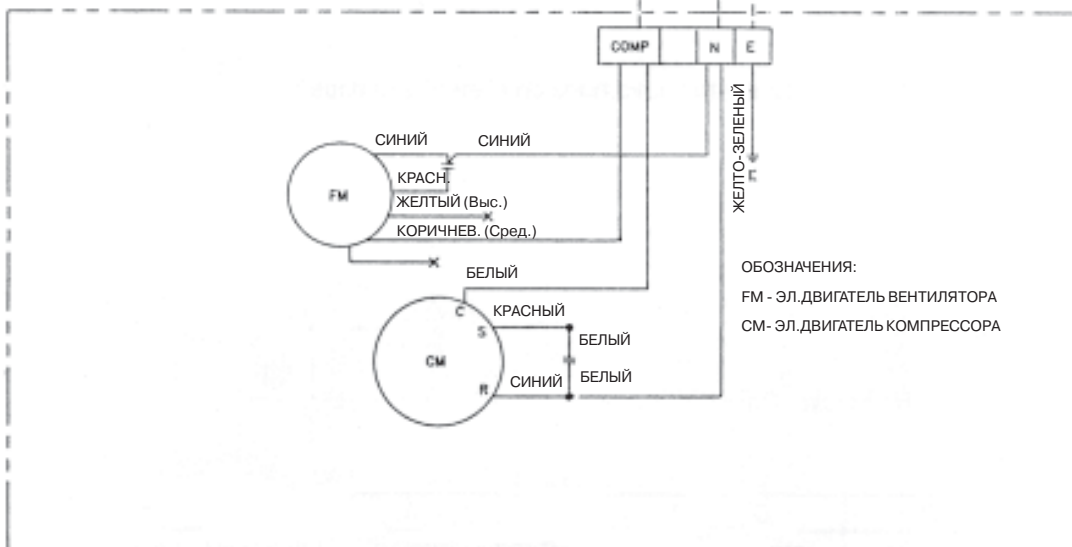 COMP N E
ЖЕЛТО-ЗЕЛЕНЫЙ
СИНИЙ СИНИЙ
КРАСН.
FM
ЖЕЛТЫЙ (Выс.)
КОРИЧНЕВ. (Сред.)
БЕЛЫЙ
ОБОЗНАЧЕНИЯ:
FM - ЭЛ.ДВИГАТЕЛЬ ВЕНТИЛЯТОРА
СМ- ЭЛ.ДВИГАТЕЛЬ КОМПРЕССОРА
C
КРАСНЫЙ
S
БЕЛЫЙ
CM
СИНИЙ БЕЛЫЙ
R